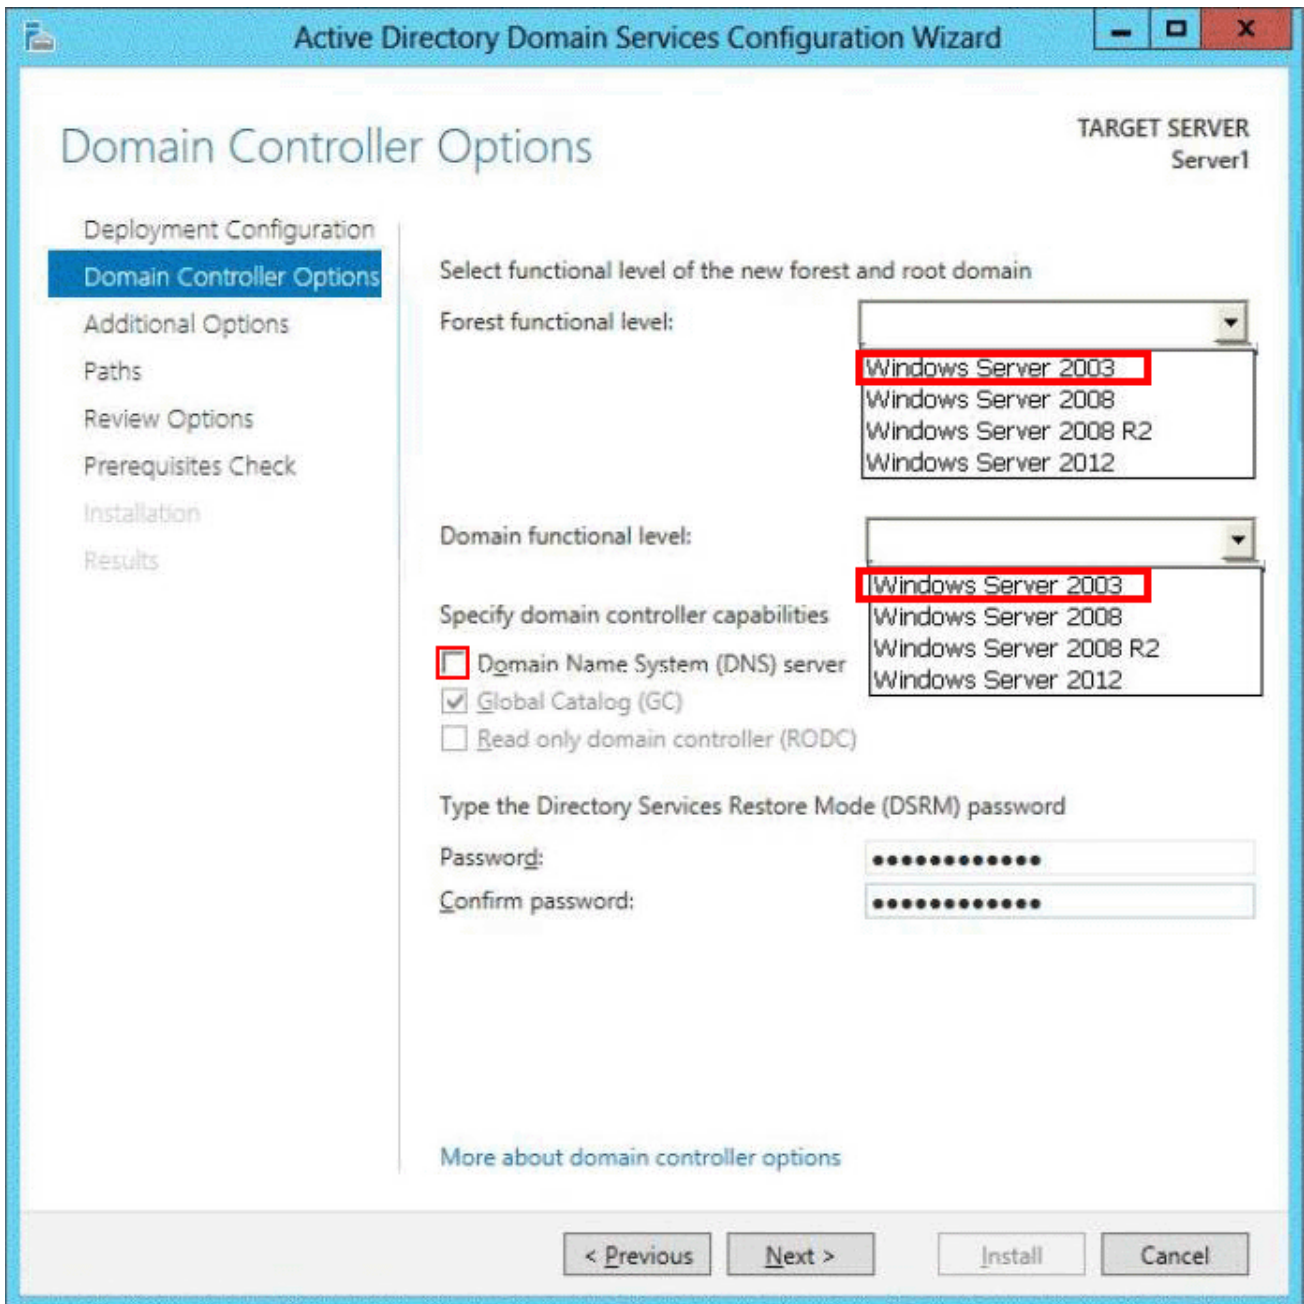 Active Directory Domain Services Configuration Wizard
Domain Controller Options
TARGET SERVER
Server1
Deployment Configuration
Domain Controller Options
Additional Options
Paths
Review Options
Prerequisites Check
Installation
Results
Select functional level of the new forest and root domain
Forest functional level:
Windows Server 2003
Windows Server 2008
Windows Server 2008 R2
Windows Server 2012
Domain functional level:
Windows Server 2003
Windows Server 2008
Windows Server 2008 R2
Windows Server 2012
Specify domain controller capabilities
Domain Name System (DNS) server
Global Catalog (GC)
Read only domain controller (RODC)
Type the Directory Services Restore Mode (DSRM) password
Password: ●●●●●●●●●●●●
Confirm password: ●●●●●●●●●●●●
More about domain controller options
< Previous Next > Install Cancel